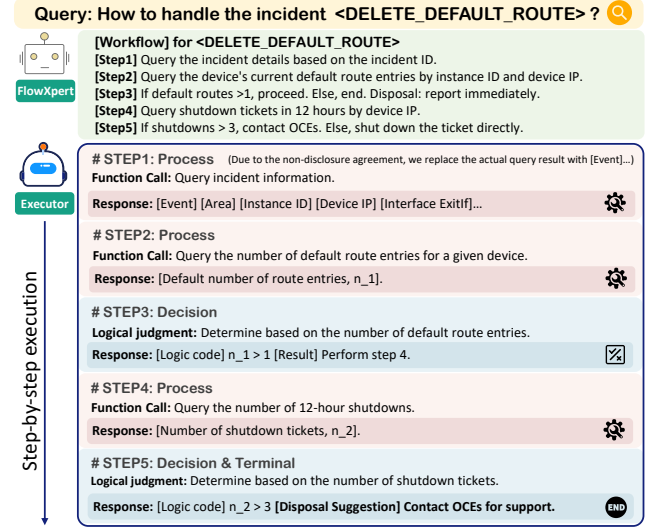 Query: How to handle the incident <DELETE_DEFAULT_ROUTE> ?
[Workflow] for <DELETE_DEFAULT_ROUTE>
[Step1] Query the incident details based on the incident ID.
[Step2] Query the device's current default route entries by instance ID and device IP.
[Step3] If default routes >1, proceed. Else, end. Disposal: report immediately.
[Step4] Query shutdown tickets in 12 hours by device IP.
[Step5] If shutdowns > 3, contact OCEs. Else, shut down the ticket directly.
FlowXpert
Executor
Step-by-step execution
# STEP1: Process (Due to the non-disclosure agreement, we replace the actual query result with [Event]...)
Function Call: Query incident information.
Response: [Event] [Area] [Instance ID] [Device IP] [Interface ExitIf]...
# STEP2: Process
Function Call: Query the number of default route entries for a given device.
Response: [Default number of route entries, n_1].
# STEP3: Decision
Logical judgment: Determine based on the number of default route entries.
Response: [Logic code] n_1 > 1 [Result] Perform step 4.
# STEP4: Process
Function Call: Query the number of 12-hour shutdowns.
Response: [Number of shutdown tickets, n_2].
# STEP5: Decision & Terminal
Logical judgment: Determine based on the number of shutdown tickets.
Response: [Logic code] n_2 > 3 [Disposal Suggestion] Contact OCEs for support.
END